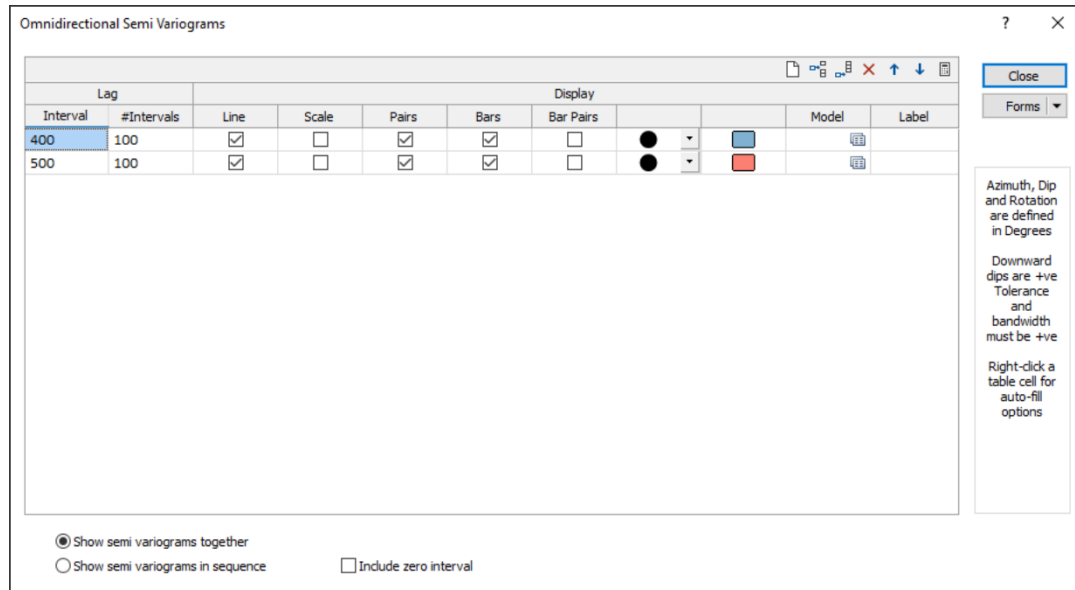 Omnidirectional Semi Variograms
?
Close
Forms
Lag Display
Interval #Intervals Line Scale Pairs Bars Bar Pairs Model Label
400 100
500 100
Azimuth, Dip
and Rotation
are defined
in Degrees
Downward
dips are +ve
Tolerance
and
bandwidth
must be +ve
Right-click a
table cell for
auto-fill
options
Show semi variograms together
Show semi variograms in sequence Include zero interval